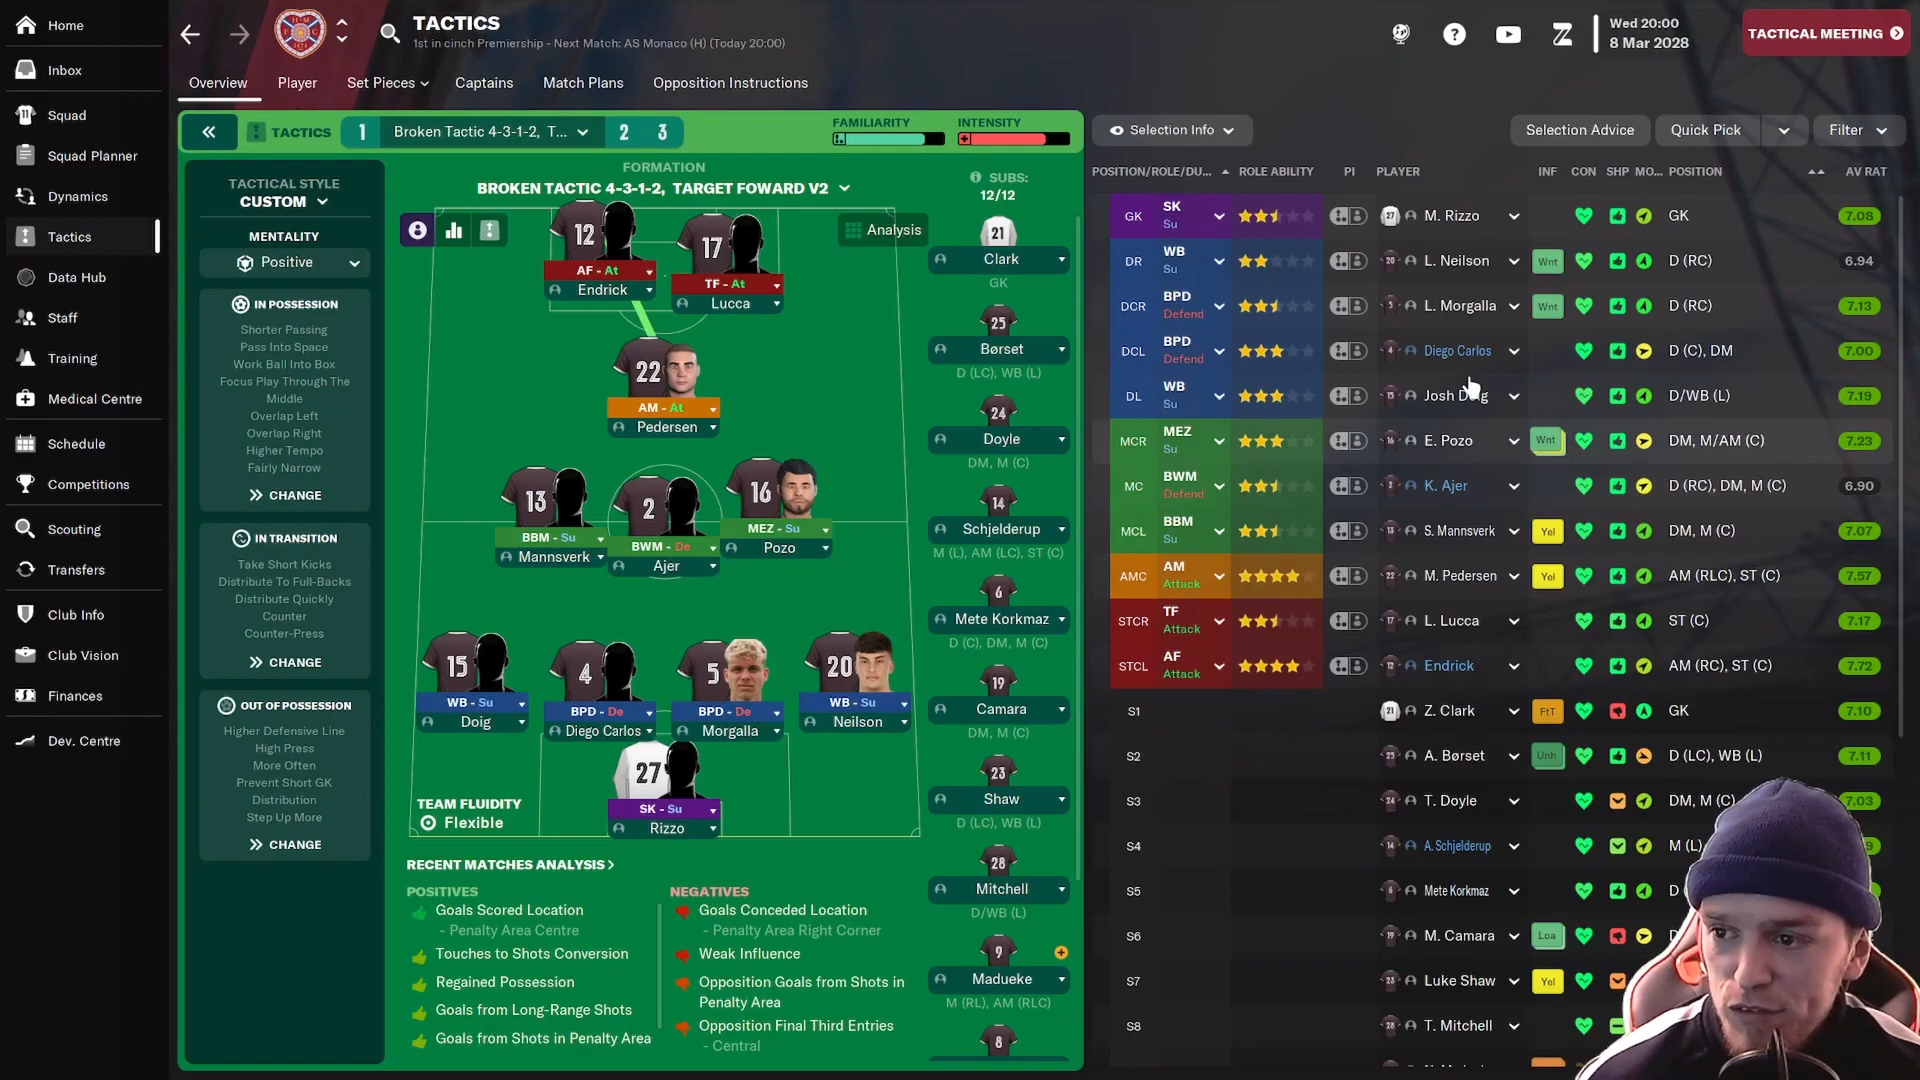 Home
Inbox
Squad
Squad Planner
Dynamics
Tactics
Data Hub
Staff
Training
Medical Centre
Schedule
Competitions
Scouting
Transfers
Club Info
Club Vision
Finances
Dev. Centre
TACTICS
1st in cinch Premiership - Next Match: AS Monaco (H) (Today 20:00)
Wed 20:00
8 Mar 2028
TACTICAL MEETING
Overview
Player
Set Pieces
Captains
Match Plans
Opposition Instructions
TACTICS
1
Broken Tactic 4-3-1-2, T...
2
3
FAMILIARITY
INTENSITY
TACTICAL STYLE
CUSTOM
MENTALITY
Positive
IN POSSESSION
Shorter Passing
Pass Into Space
Work Ball Into Box
Focus Play Through The
Middle
Overlap Left
Overlap Right
Higher Tempo
Fairly Narrow
CHANGE
IN TRANSITION
Take Short Kicks
Distribute To Full-Backs
Distribute Quickly
Counter
Counter-Press
CHANGE
OUT OF POSSESSION
Higher Defensive Line
High Press
More Often
Prevent Short GK
Distribution
Step Up More
CHANGE
FORMATION
BROKEN TACTIC 4-3-1-2, TARGET FOWARD V2
Analysis
12
AF - At
Endrick
17
TF - At
Lucca
22
AM - At
Pedersen
13
BBM - Su
Mannsverk
2
BWM - De
Ajer
16
MEZ - Su
Pozo
15
WB - Su
Doig
4
BPD - De
Diego Carlos
5
BPD - De
Morgalla
20
WB - Su
Neilson
27
SK - Su
Rizzo
TEAM FLUIDITY
Flexible
RECENT MATCHES ANALYSIS
POSITIVES
Goals Scored Location
- Penalty Area Centre
Touches to Shots Conversion
Regained Possession
Goals from Long-Range Shots
Goals from Shots in Penalty Area
NEGATIVES
Goals Conceded Location
- Penalty Area Right Corner
Weak Influence
Opposition Goals from Shots in
Penalty Area
Opposition Final Third Entries
- Central
SUBS:
12/12
21
Clark
GK
25
Børset
D (LC), WB (L)
24
Doyle
DM, M (C)
14
Schjelderup
M (L), AM (LC), ST (C)
6
Mete Korkmaz
D (C), DM, M (C)
19
Camara
DM, M (C)
23
Shaw
D (LC), WB (L)
28
Mitchell
D/WB (L)
9
Madueke
M (RL), AM (RLC)
8
Selection Info
Selection Advice
Quick Pick
Filter
POSITION/ROLE/DU... ROLE ABILITY PI PLAYER INF CON SHP MO... POSITION AV RAT
GK SK Su 27 M. Rizzo GK 7.08
DR WB Su 20 L. Neilson Wnt D (RC) 6.94
DCR BPD Defend 5 L. Morgalla Wnt D (RC) 7.13
DCL BPD Defend 4 Diego Carlos D (C), DM 7.00
DL WB Su 15 Josh D D/WB (L) 7.19
MCR MEZ Su 16 E. Pozo Wnt DM, M/AM (C) 7.23
MC BWM Defend 2 K. Ajer D (RC), DM, M (C) 6.90
MCL BBM Su 13 S. Mannsverk Yel DM, M (C) 7.07
AMC AM Attack 22 M. Pedersen Yel AM (RLC), ST (C) 7.57
STCR TF Attack 17 L. Lucca ST (C) 7.17
STCL AF Attack 12 Endrick AM (RC), ST (C) 7.72
S1 21 Z. Clark FtT GK 7.10
S2 25 A. Børset Unh D (LC), WB (L) 7.11
S3 24 T. Doyle DM, M (C) 7.03
S4 14 A. Schjelderup M (L),
S5 6 Mete Korkmaz D
S6 19 M. Camara Loa
S7 23 Luke Shaw Yel
S8 28 T. Mitchell